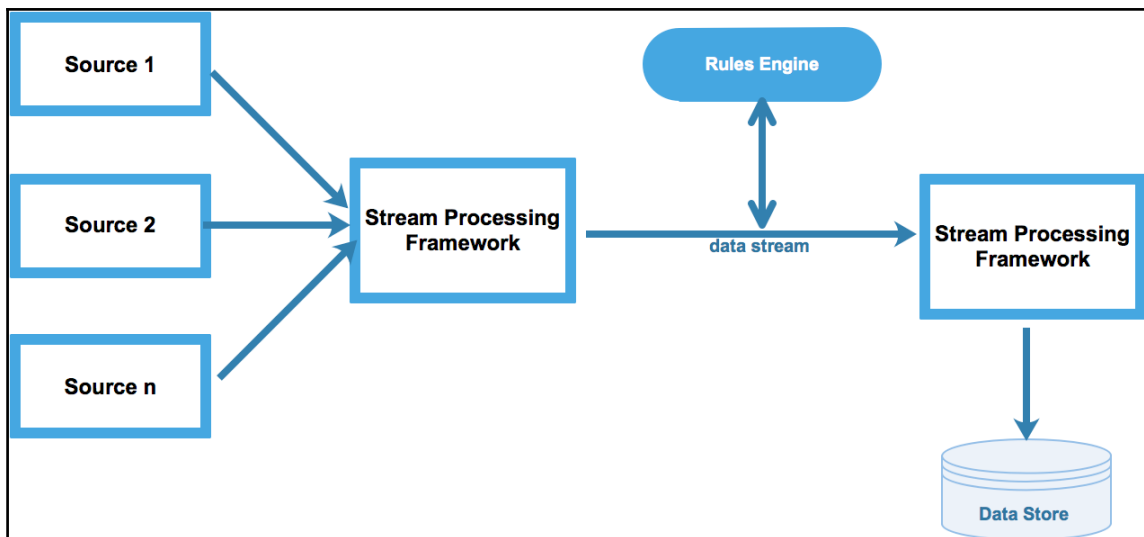 Source 1
Rules Engine
Source 2
Stream Processing
Framework
data stream
Stream Processing
Framework
Source n
Data Store